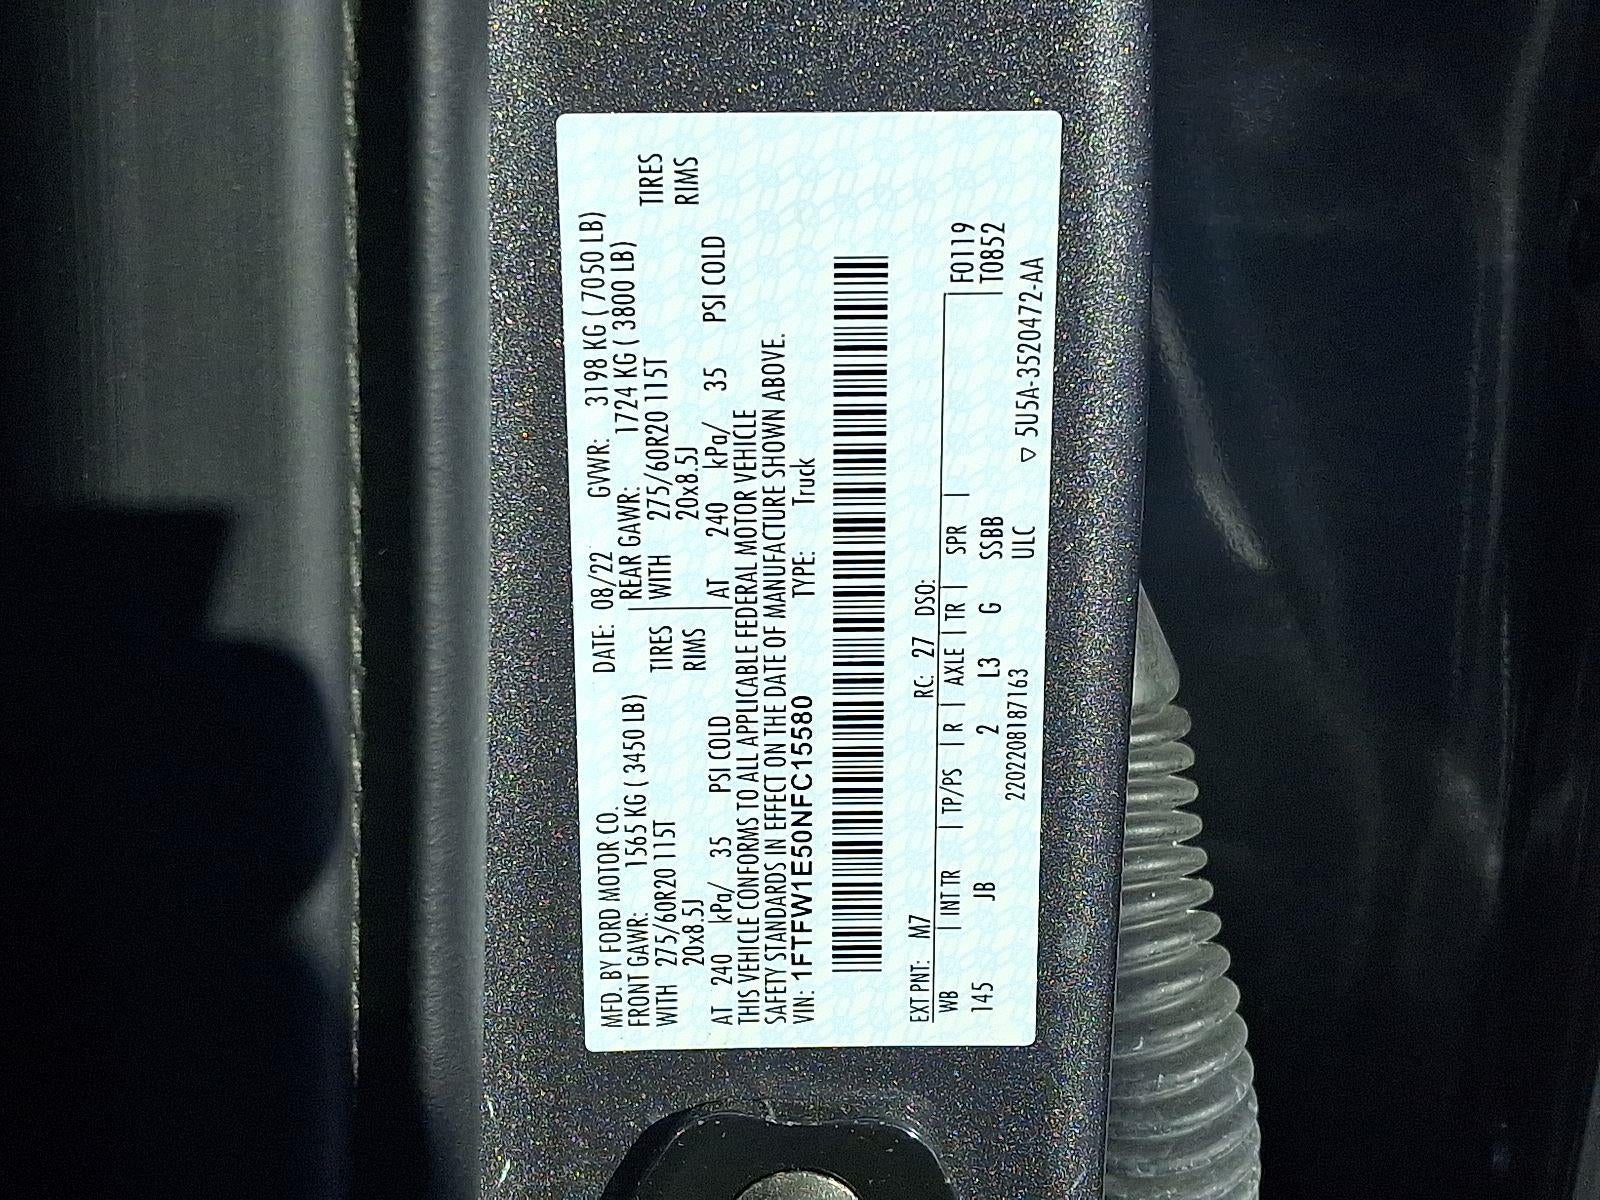 MFD. BY FORD MOTOR CO. DATE: 08/22 GVWR: 3198 KG ( 7050 LB)
FRONT GAWR: 1565 KG ( 3450 LB) REAR GAWR: 1724 KG ( 3800 LB)
WITH 275/60R20 115T TIRES WITH 275/60R20 115T TIRES
20x8.5J RIMS 20x8.5J RIMS
AT 240 kPa/ 35 PSI COLD AT 240 kPa/ 35 PSI COLD
THIS VEHICLE CONFORMS TO ALL APPLICABLE FEDERAL MOTOR VEHICLE
SAFETY STANDARDS IN EFFECT ON THE DATE OF MANUFACTURE SHOWN ABOVE.
VIN: 1FTFW1E50NFC15580 TYPE: Truck
EXT PNT: M7 RC: 27 DSO:
WB | INT TR | TP/PS | R | AXLE | TR | SPR | F0119
145 JB 2 L3 G SSBB T0852
2202208187163 ULC ▽ 5U5A-3520472-AA